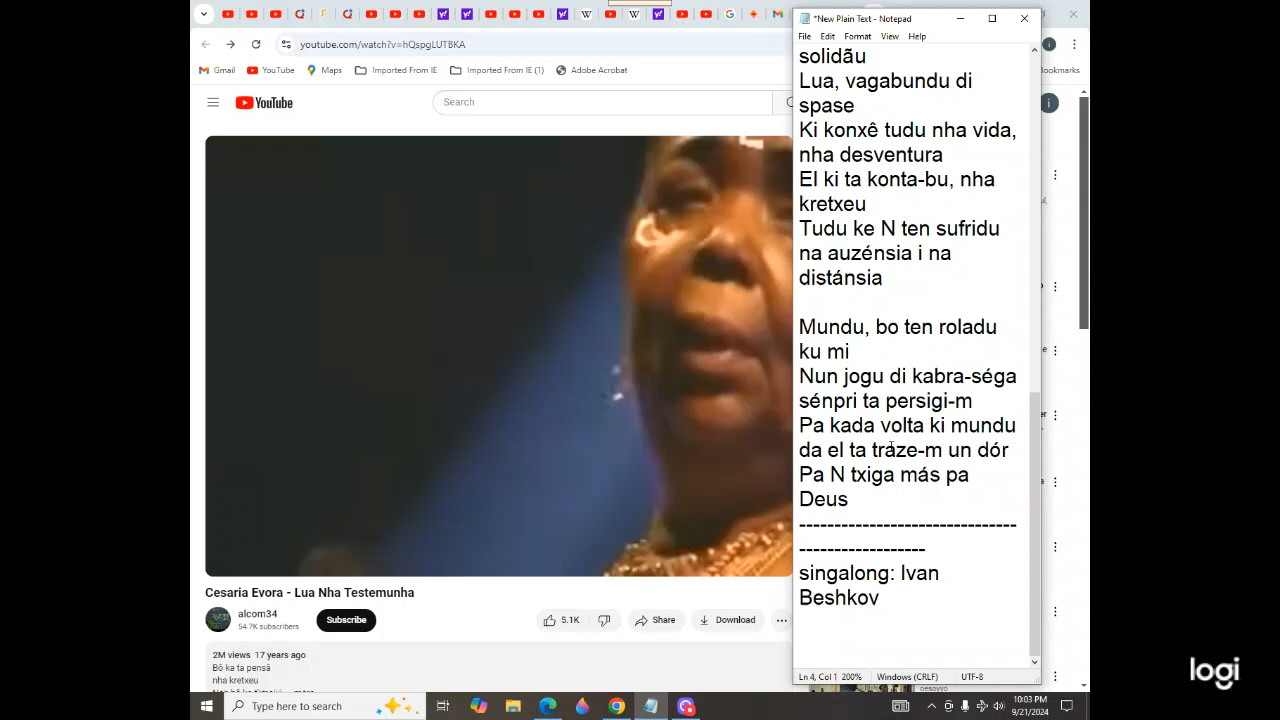 *New Plain Text - Notepad
youtube.com/watch?v=hQspgLUTBKA
File Edit Format View Help
Gmail YouTube Maps Imported From IE Imported From IE (1) Adobe Acrobat
Bookmarks
YouTube
Search
solidãu
Lua, vagabundu di
spase
Ki konxê tudu nha vida,
nha desventura
El ki ta konta-bu, nha
kretxeu
Tudu ke N ten sufridu
na auzénsia i na
distánsia
Mundu, bo ten roladu
ku mi
Nun jogu di kabra-séga
sénpri ta persigi-m
Pa kada volta ki mundu
da el ta traze-m un dór
Pa N txiga más pa
Deus
-------------------------------
------------------
singalong: Ivan
Beshkov
Cesaria Evora - Lua Nha Testemunha
alcom34
54.7K subscribers
Subscribe
5.1K
Share
Download
2M views 17 years ago
Bô ka ta pensâ
nha kretxeu
Ln 4, Col 1 200% Windows (CRLF) UTF-8
logi
Type here to search
10:03 PM
9/21/2024